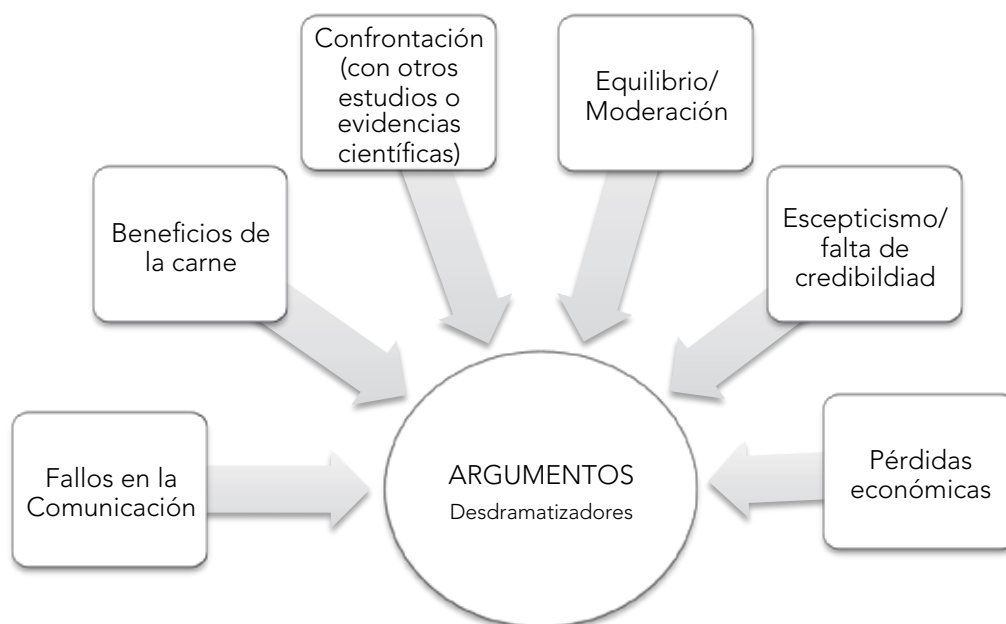 Confrontación
(con otros
estudios o
evidencias
científicas)
Equilibrio/
Moderación
Beneficios de
la carne
Escepticismo/
falta de
credibildiad
Fallos en la
Comunicación
ARGUMENTOS
Desdramatizadores
Pérdidas
económicas